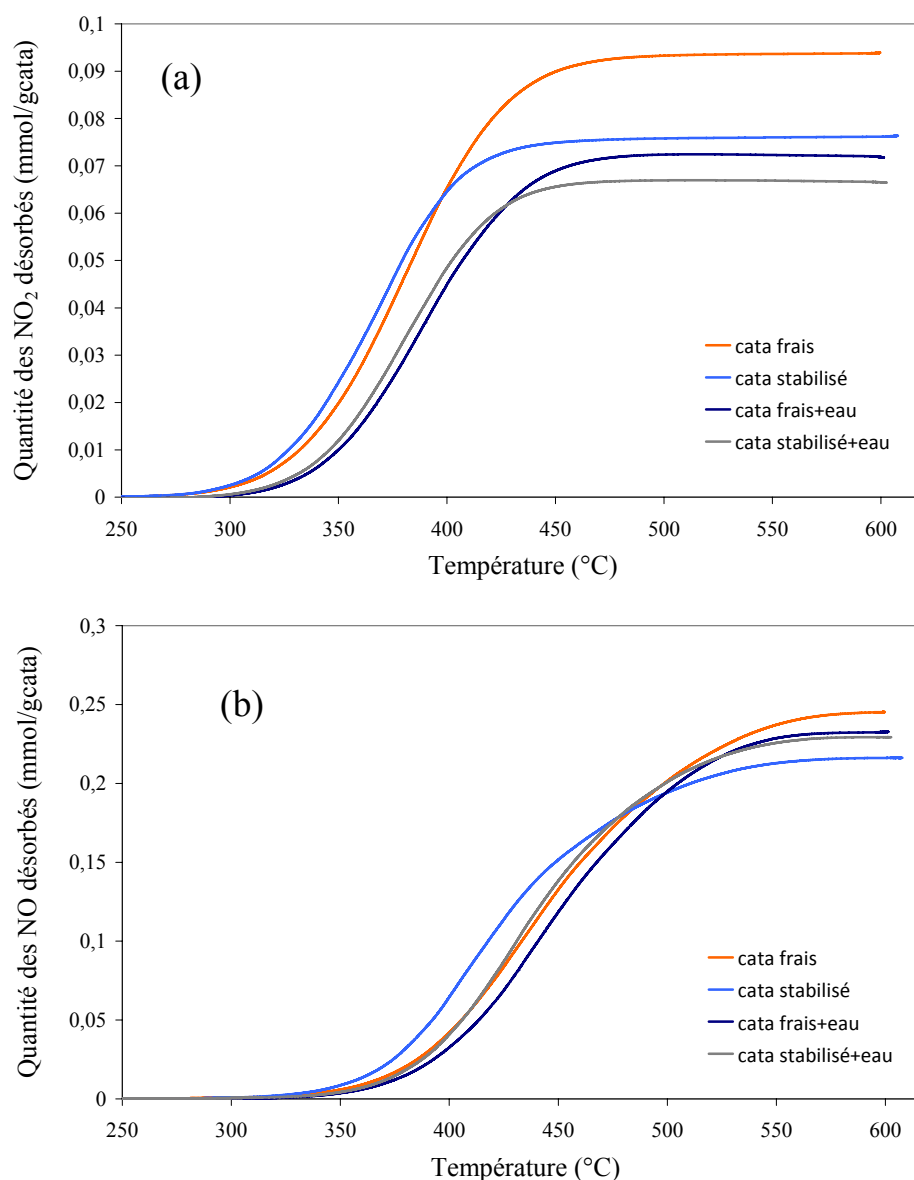 0,1
0,09
0,08
0,07
0,06
0,05
0,04
0,03
0,02
0,01
0
Quantité des NO₂ désorbés (mmol/gcata)
(a)
cata frais
cata stabilisé
cata frais+eau
cata stabilisé+eau
250 300 350 400 450 500 550 600
Température (°C)
0,3
0,25
0,2
0,15
0,1
0,05
0
Quantité des NO désorbés (mmol/gcata)
(b)
cata frais
cata stabilisé
cata frais+eau
cata stabilisé+eau
250 300 350 400 450 500 550 600
Température (°C)